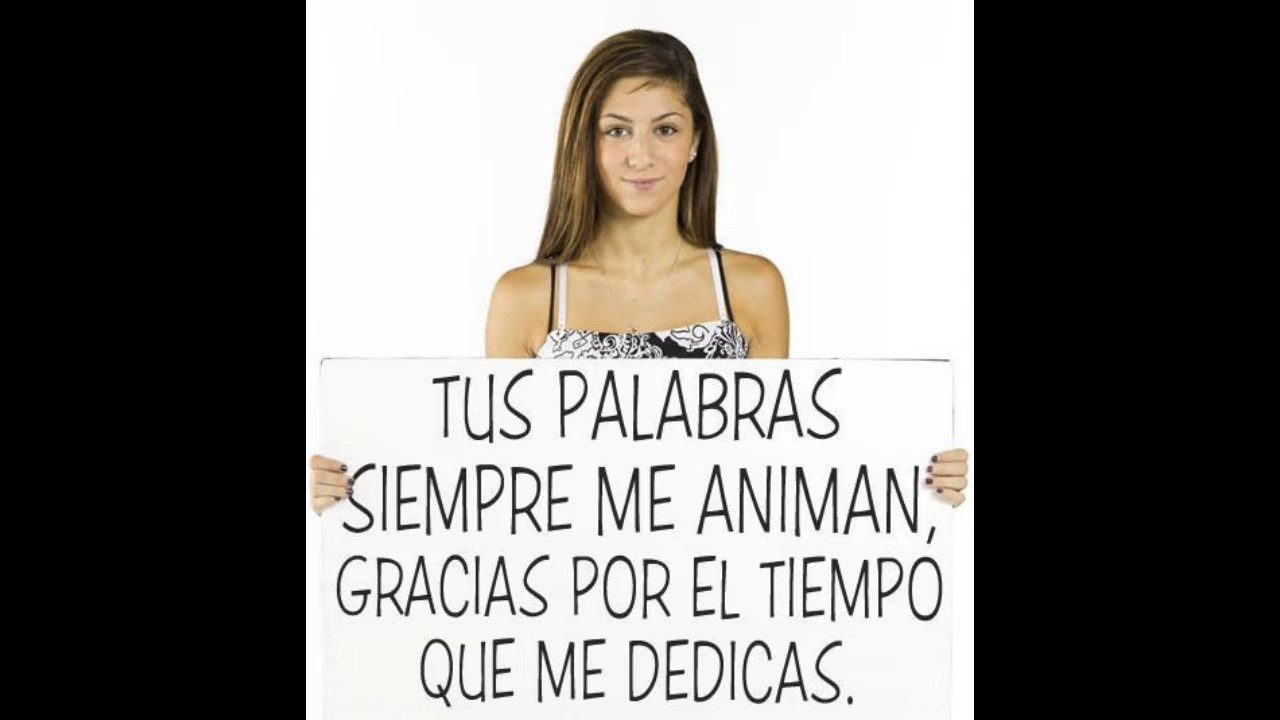 TUS PALABRAS
SIEMPRE ME ANIMAN,
GRACIAS POR EL TIEMPO
QUE ME DEDICAS.